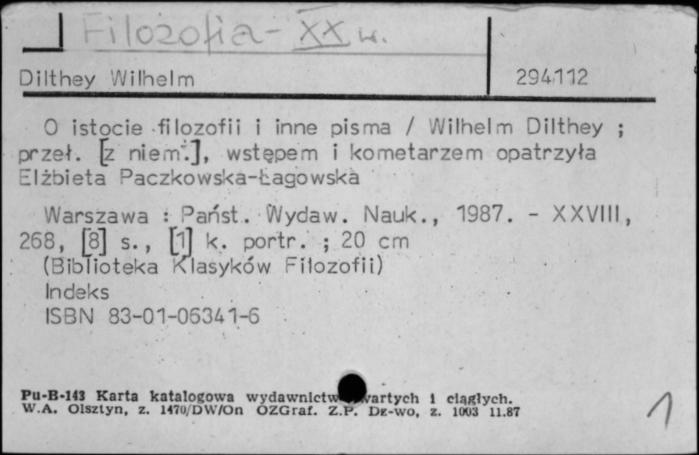 Filozofia - XX w.
Dilthey Wilhelm 294112
O istocie filozofii i inne pisma / Wilhelm Dilthey ;
przeł. [z niem.], wstępem i kometarzem opatrzyła
Elżbieta Paczkowska-Łagowska
Warszawa : Państ. Wydaw. Nauk., 1987. - XXVIII,
268, [8] s., [1] k. portr. ; 20 cm
(Biblioteka Klasyków Filozofii)
Indeks
ISBN 83-01-06341-6
Pu-B-143 Karta katalogowa wydawnictw zwartych i ciągłych.
W.A. Olsztyn, z. 1470/DW/On OZGraf. Z.P. Dz-wo, z. 1003 11.87
1